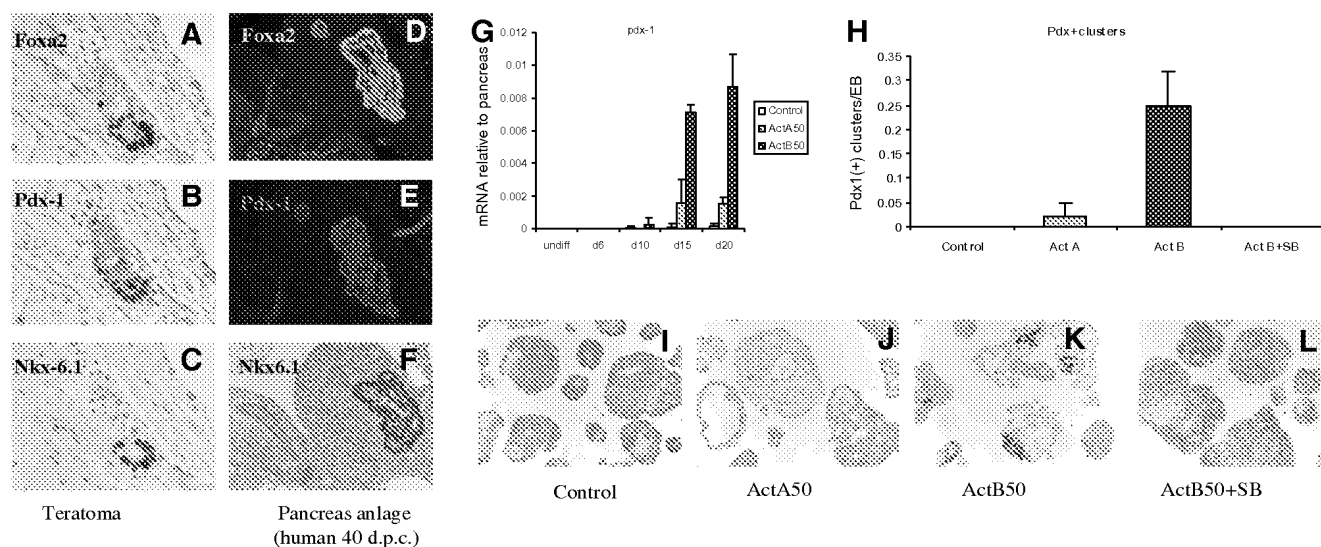 A
Foxa2
B
Pdx-1
C
Nkx-6.1
Teratoma
D
Foxa2
E
Pdx-1
F
Nkx6.1
Pancreas anlage
(human 40 d.p.c.)
G
pdx-1
mRNA relative to pancreas
0.012
0.01
0.008
0.006
0.004
0.002
0
undiff d6 d10 d15 d20
Control
ActA50
ActB50
H
Pdx+clusters
Pdx1(+) clusters/EB
0.35
0.3
0.25
0.2
0.15
0.1
0.05
0
Control Act A Act B Act B+SB
I
J
K
L
Control
ActA50
ActB50
ActB50+SB